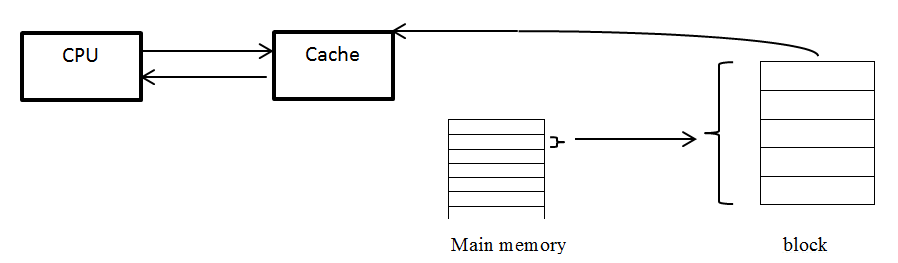 CPU
Cache
Main memory
block